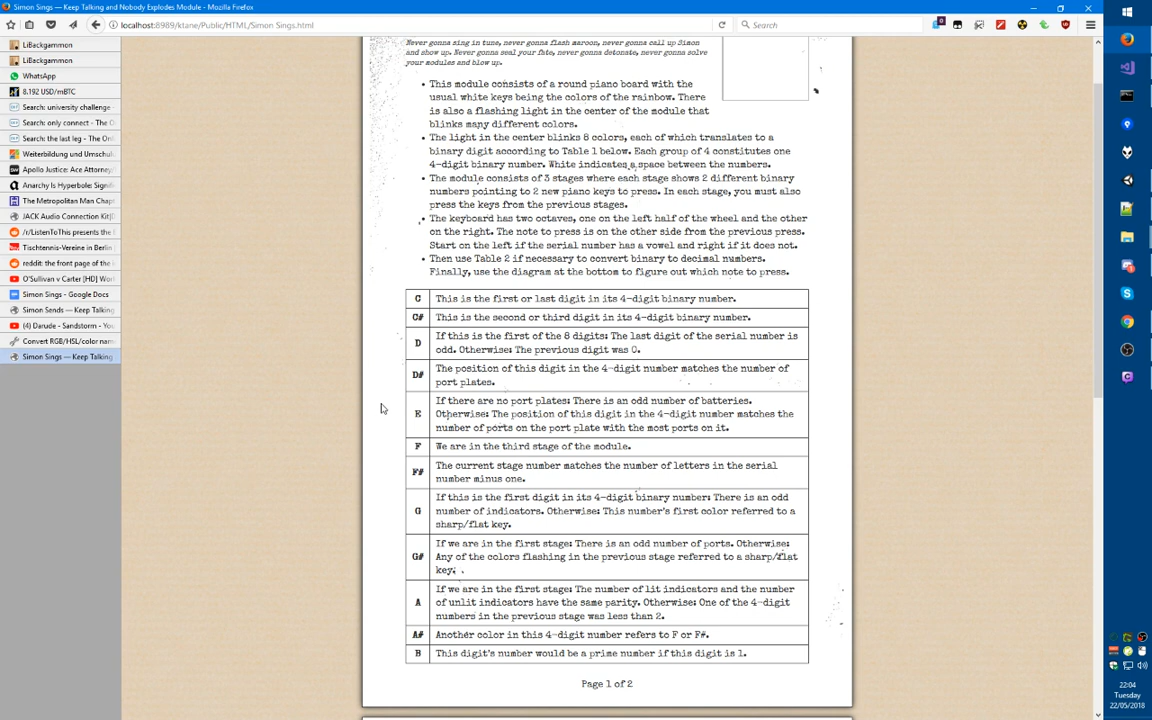 Simon Sings — Keep Talking and Nobody Explodes Module - Mozilla Firefox
localhost:8989/ktane/Public/HTML/Simon Sings.html
Search
LiBackgammon
LiBackgammon
WhatsApp
8.192 USD/mBTC
Search: university challenge -
Search: only connect - The Onl
Search: the last leg - The Onli
Weiterbildung und Umschulu
Apollo Justice: Ace Attorney/
Anarchy Is Hyperbole: Signifi
The Metropolitan Man Chapt
JACK Audio Connection Kit|D
/r/ListenToThis presents the b
Tischtennis-Vereine in Berlin |
reddit: the front page of the i
O'Sullivan v Carter [HD] Worl
Simon Sings - Google Docs
Simon Sends — Keep Talking
(4) Darude - Sandstorm - You
Convert RGB/HSL/color name
Simon Sings — Keep Talking
Never gonna sing in tune, never gonna flash maroon, never gonna call up Simon
and show up. Never gonna seal your fate, never gonna detonate, never gonna solve
your modules and blow up.
• This module consists of a round piano board with the
usual white keys being the colors of the rainbow. There
is also a flashing light in the center of the module that
blinks many different colors.
• The light in the center blinks 8 colors, each of which translates to a
binary digit according to Table 1 below. Each group of 4 constitutes one
4-digit binary number. White indicates a space between the numbers.
• The module consists of 3 stages where each stage shows 2 different binary
numbers pointing to 2 new piano keys to press. In each stage, you must also
press the keys from the previous stages.
• The keyboard has two octaves, one on the left half of the wheel and the other
on the right. The note to press is on the other side from the previous press.
Start on the left if the serial number has a vowel and right if it does not.
• Then use Table 2 if necessary to convert binary to decimal numbers.
Finally, use the diagram at the bottom to figure out which note to press.
C This is the first or last digit in its 4-digit binary number.
C# This is the second or third digit in its 4-digit binary number.
D If this is the first of the 8 digits: The last digit of the serial number is
odd. Otherwise: The previous digit was 0.
D# The position of this digit in the 4-digit number matches the number of
port plates.
E If there are no port plates: There is an odd number of batteries.
Otherwise: The position of this digit in the 4-digit number matches the
number of ports on the port plate with the most ports on it.
F We are in the third stage of the module.
F# The current stage number matches the number of letters in the serial
number minus one.
G If this is the first digit in its 4-digit binary number: There is an odd
number of indicators. Otherwise: This number's first color referred to a
sharp/flat key.
G# If we are in the first stage: There is an odd number of ports. Otherwise:
Any of the colors flashing in the previous stage referred to a sharp/flat
key.
A If we are in the first stage: The number of lit indicators and the number
of unlit indicators have the same parity. Otherwise: One of the 4-digit
numbers in the previous stage was less than 2.
A# Another color in this 4-digit number refers to F or F#.
B This digit's number would be a prime number if this digit is 1.
Page 1 of 2
22:04
Tuesday
22/05/2018